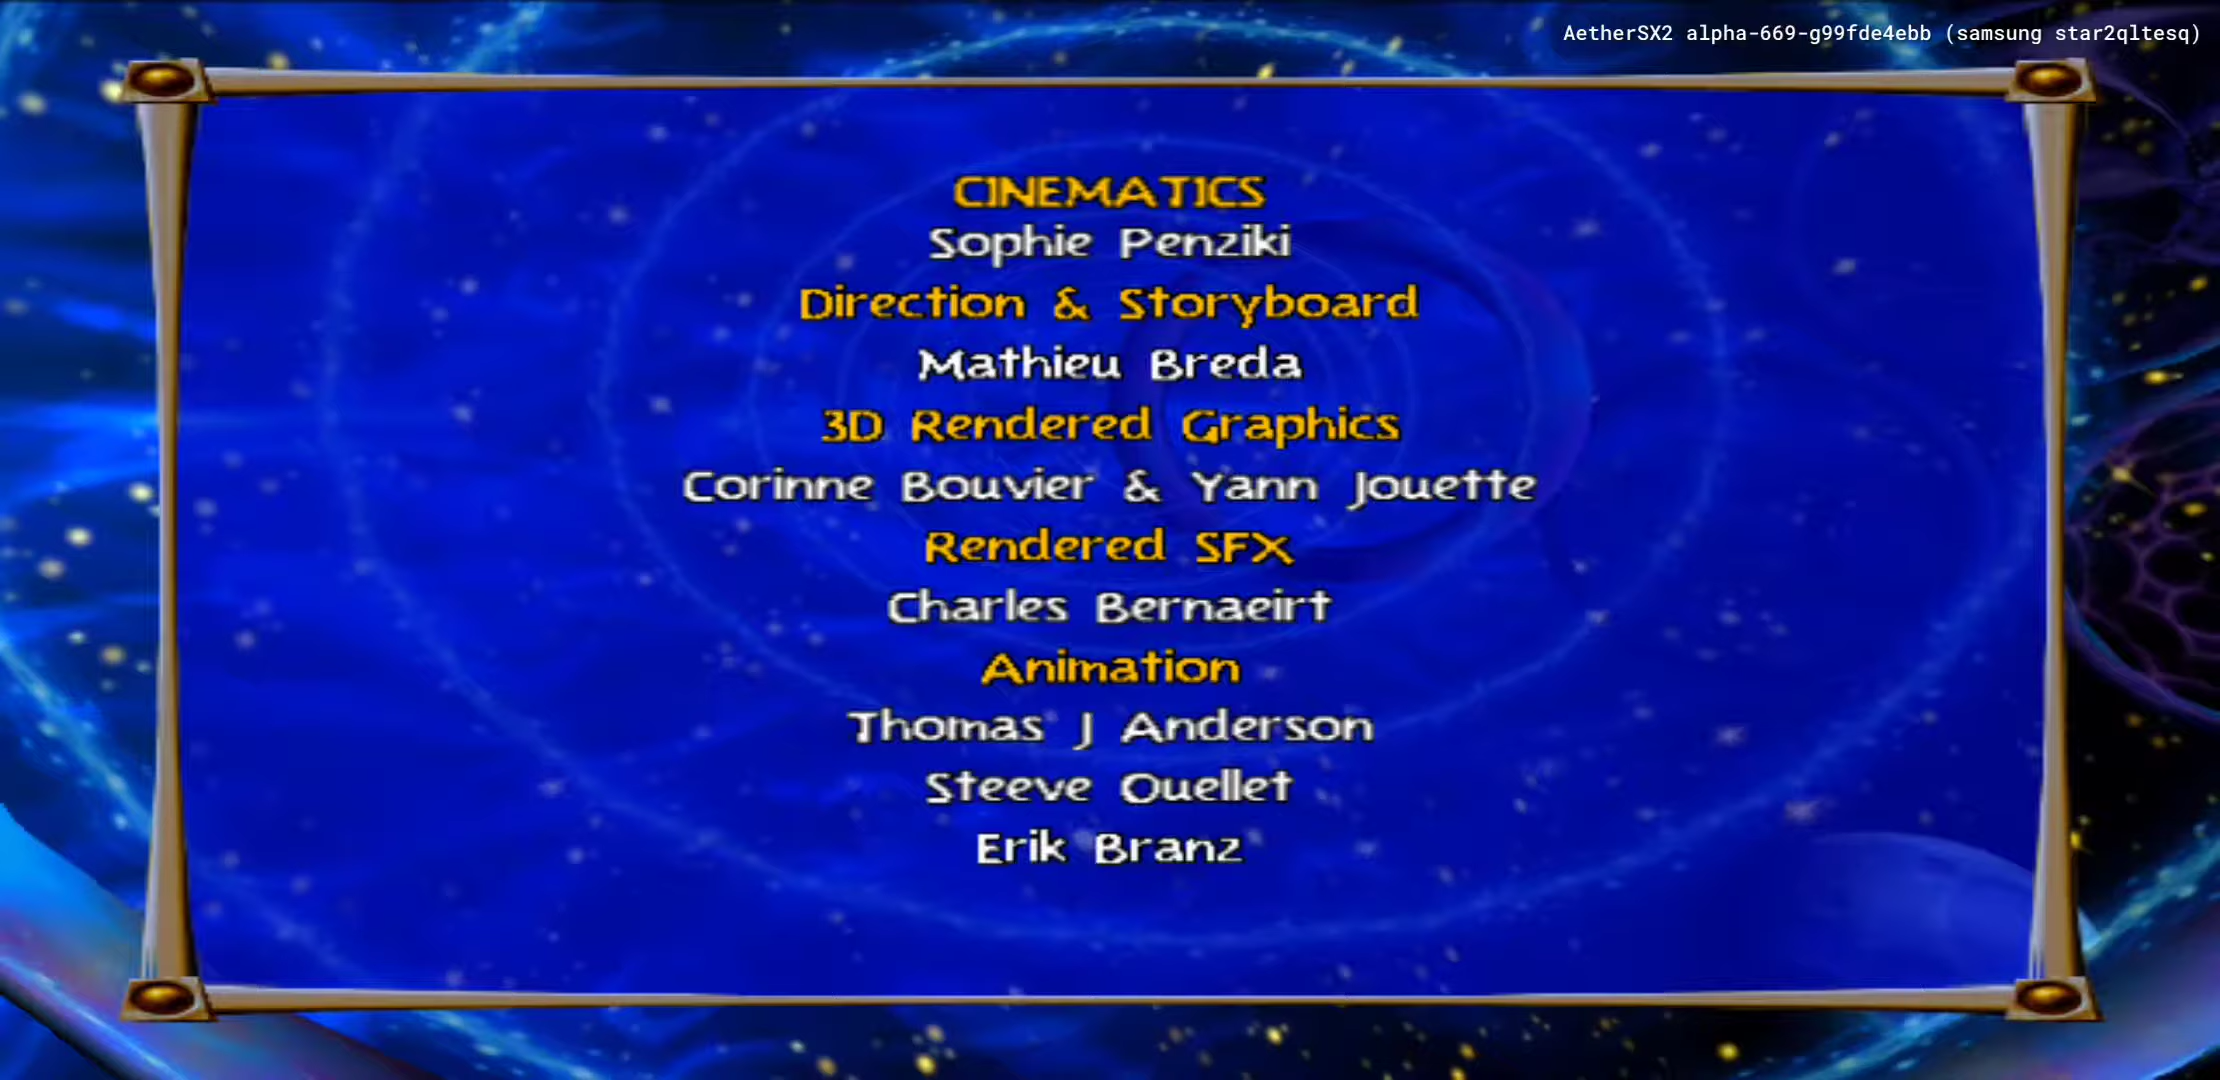 AetherSX2 alpha-669-g99fde4ebb (samsung star2qltesq)
CINEMATICS
Sophie Penziki
Direction & Storyboard
Mathieu Breda
3D Rendered Graphics
Corinne Bouvier & Yann Jouette
Rendered SFX
Charles Bernaeirt
Animation
Thomas J Anderson
Steeve Ouellet
Erik Branz